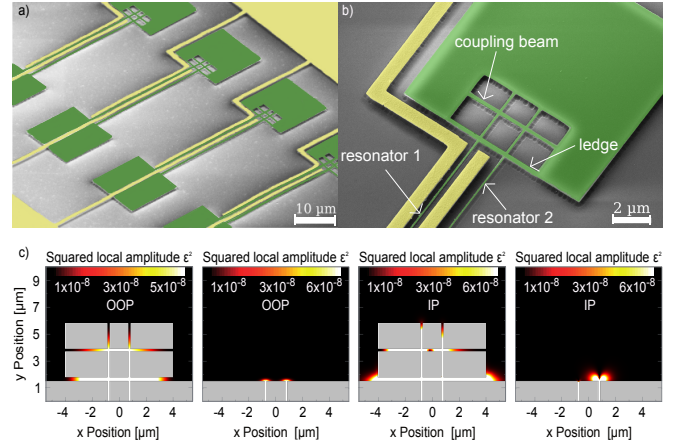 a)
10 µm
b)
coupling beam
ledge
resonator 1
resonator 2
2 µm
c)
Squared local amplitude ε²
Squared local amplitude ε²
Squared local amplitude ε²
Squared local amplitude ε²
1x10⁻⁸ 3x10⁻⁸ 5x10⁻⁸
1x10⁻⁸ 3x10⁻⁸ 6x10⁻⁸
1x10⁻⁸ 3x10⁻⁸ 6x10⁻⁸
1x10⁻⁸ 3x10⁻⁸ 6x10⁻⁸
OOP
OOP
IP
IP
y Position [µm]
9
7
5
3
1
-4 -2 0 2 4
-4 -2 0 2 4
-4 -2 0 2 4
-4 -2 0 2 4
x Position [µm]
x Position [µm]
x Position [µm]
x Position [µm]